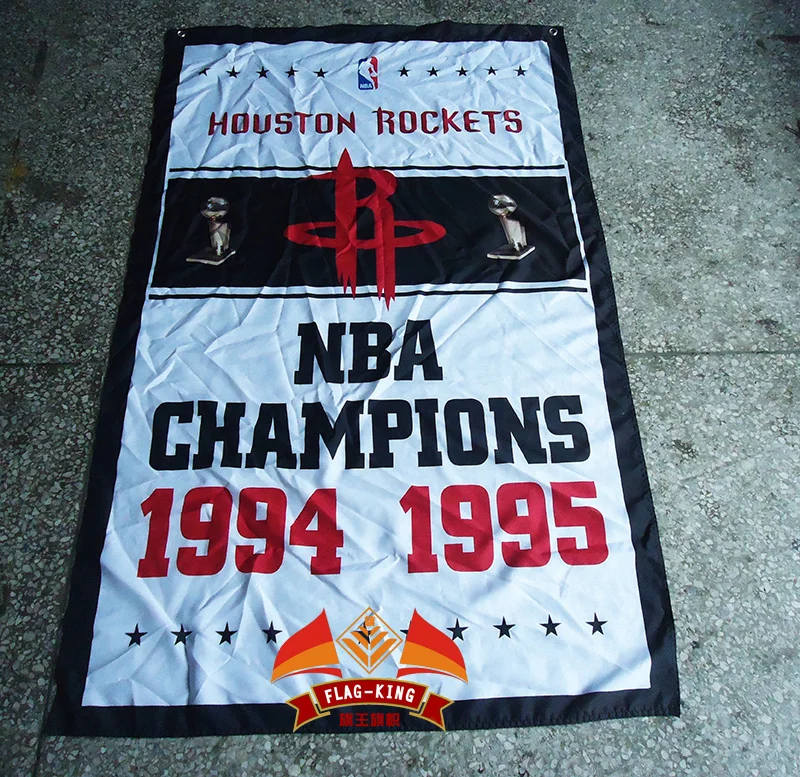 NBA
HOUSTON ROCKETS
NBA
CHAMPIONS
1994 1995
FLAG-KING
旗王旗帜